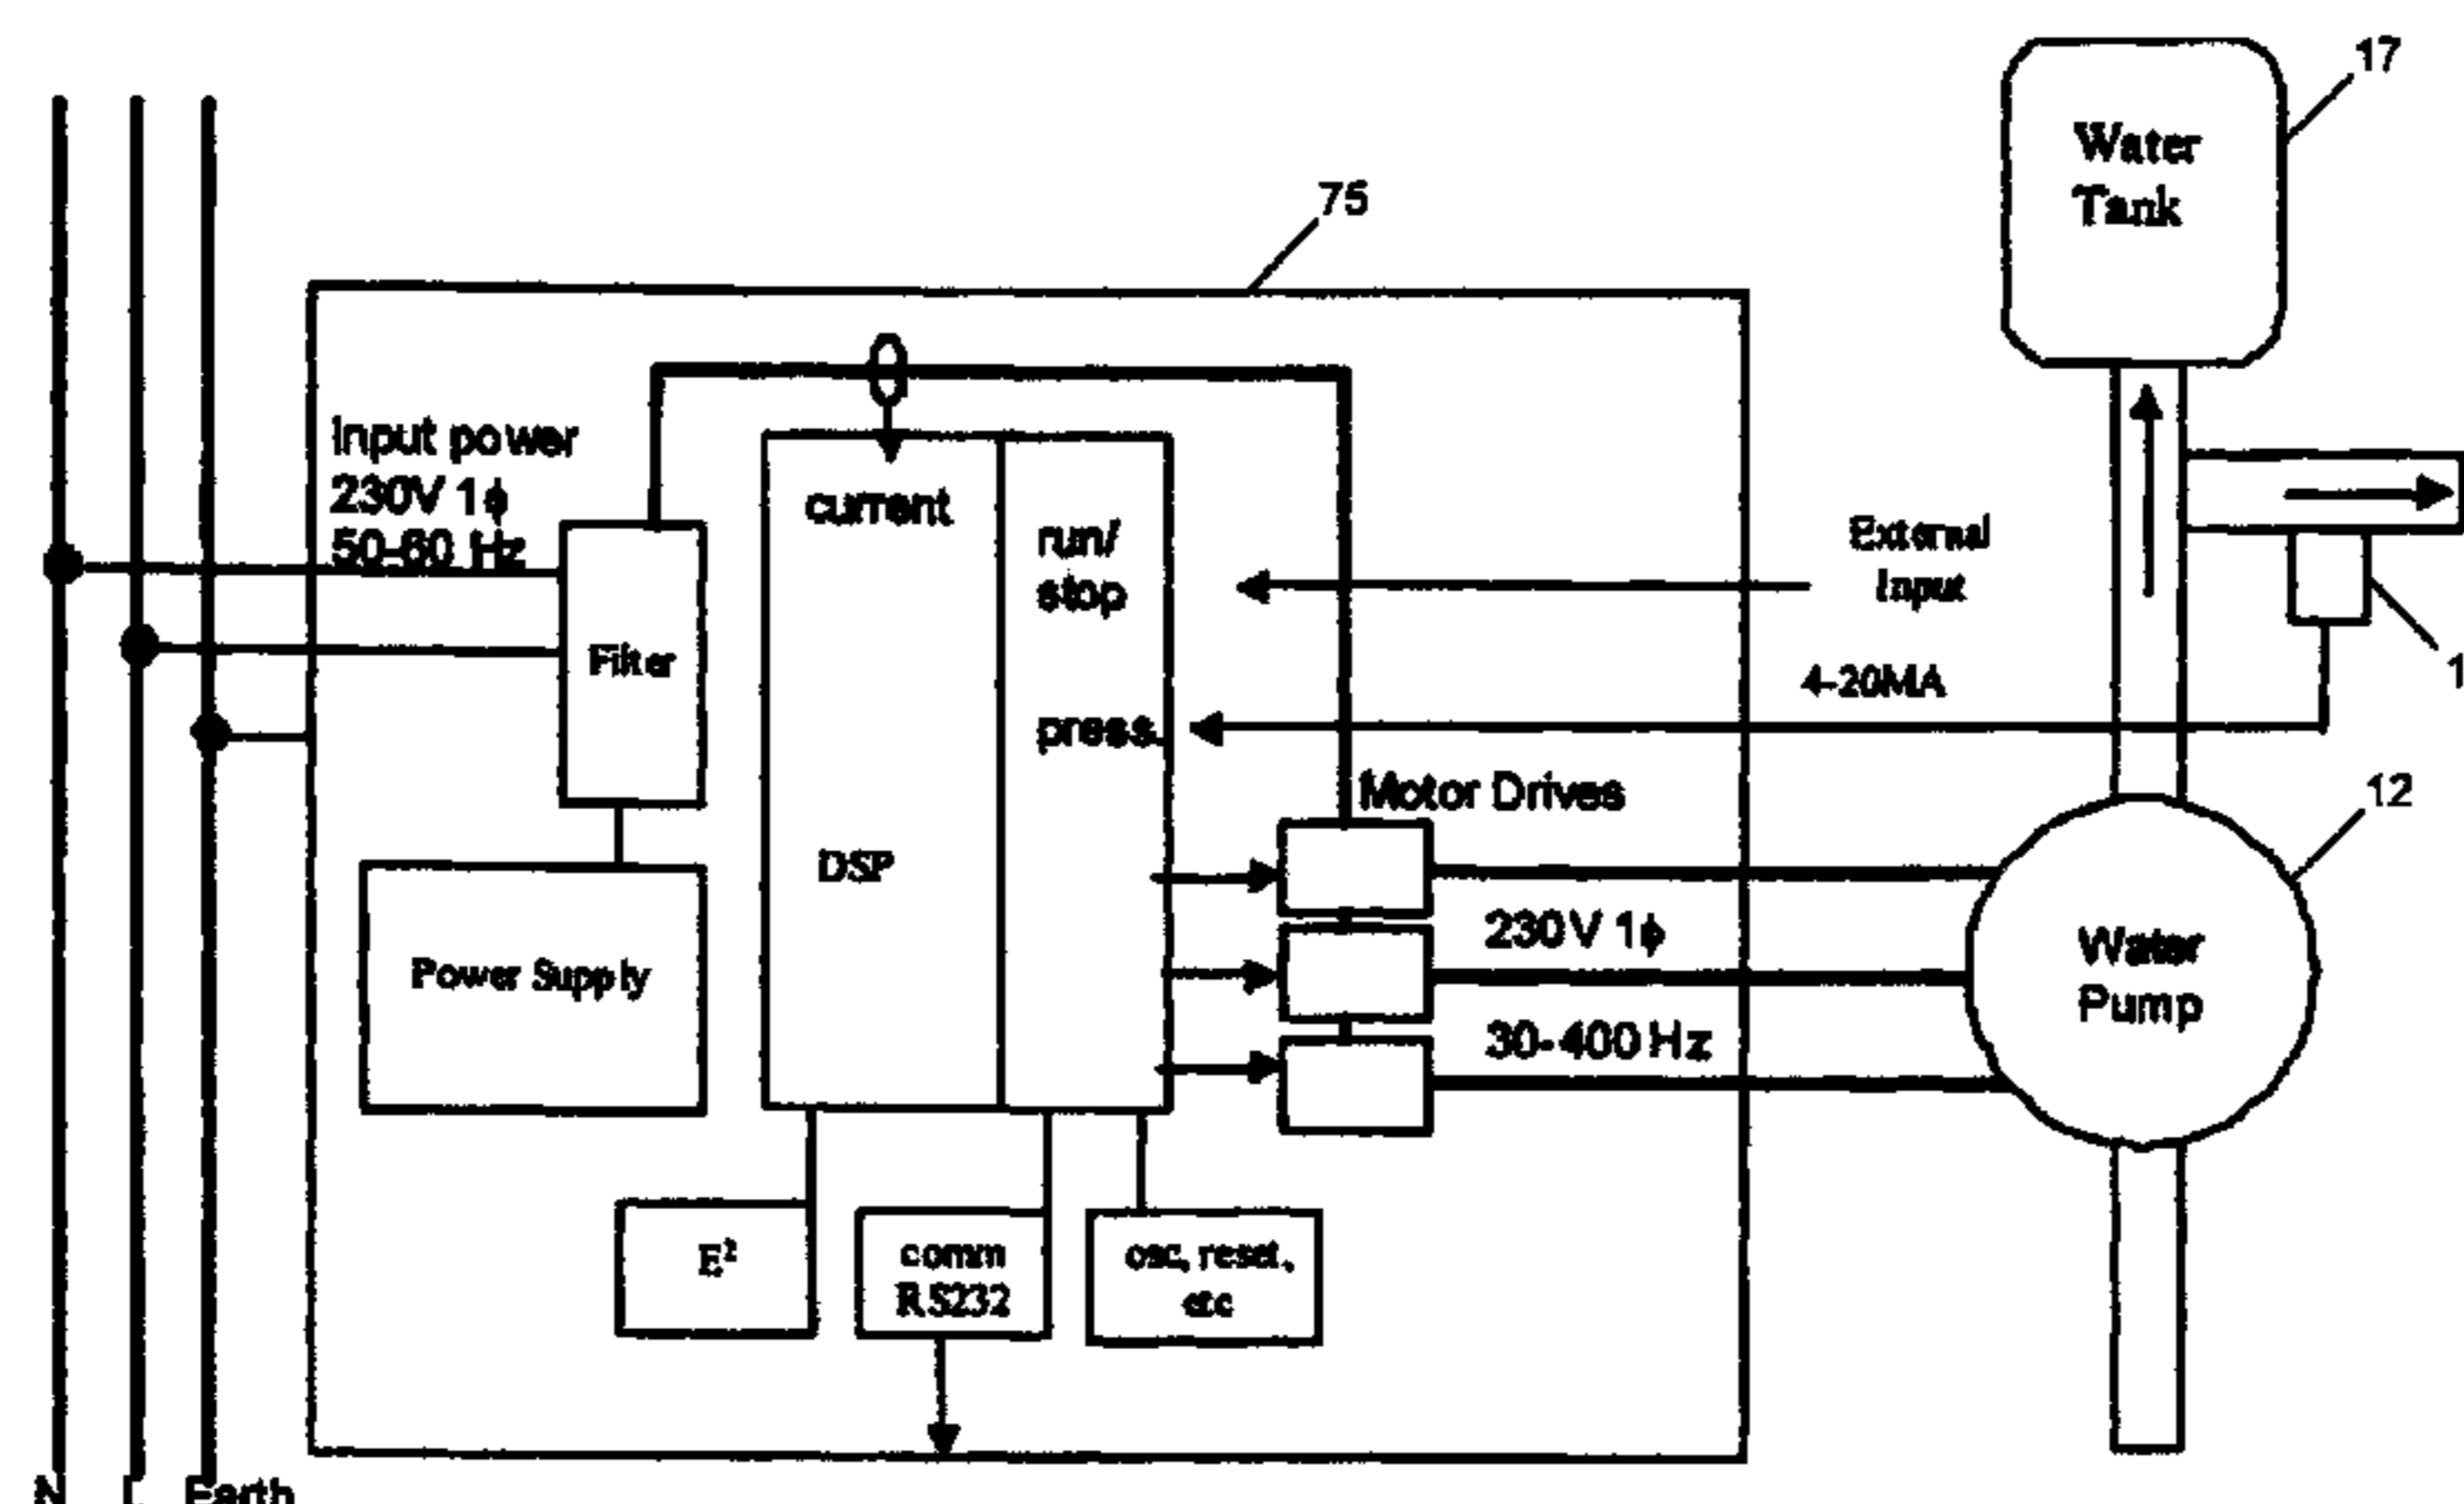 17
Water
Tank
75
Input power
230V 1ϕ
50-60 Hz
current
run/
stop
External
Input
Filter
4-20MA
press.
Motor Drives
12
DSP
230V 1ϕ
Water
Pump
Power Supply
30-400 Hz
E²
comm
RS232
osc, reset,
etc
N L Earth